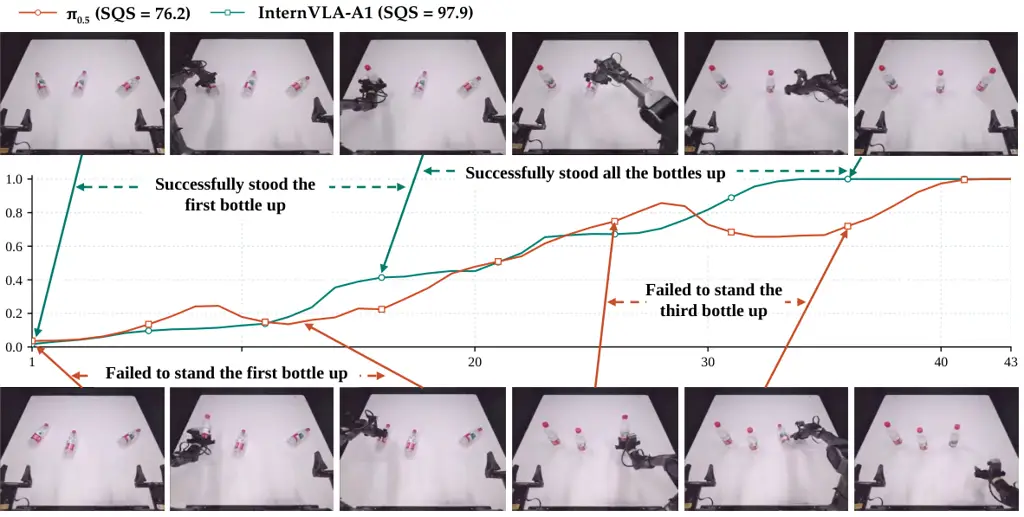 π0.5 (SQS = 76.2) InternVLA-A1 (SQS = 97.9)
Successfully stood the
first bottle up
Successfully stood all the bottles up
1.0
0.8
0.6
0.4
0.2
0.0
Failed to stand the
third bottle up
1
20
30
40
43
Failed to stand the first bottle up